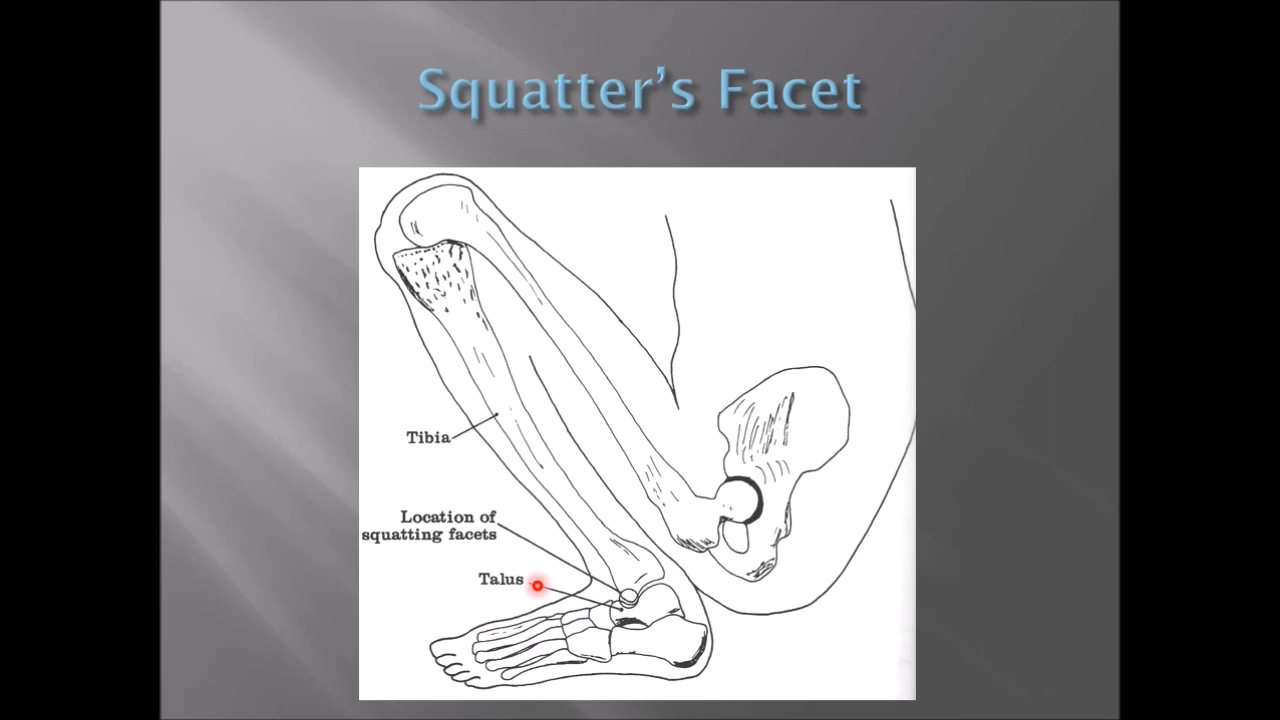 Squatter’s Facet
Tibia
Location of
squatting facets
Talus